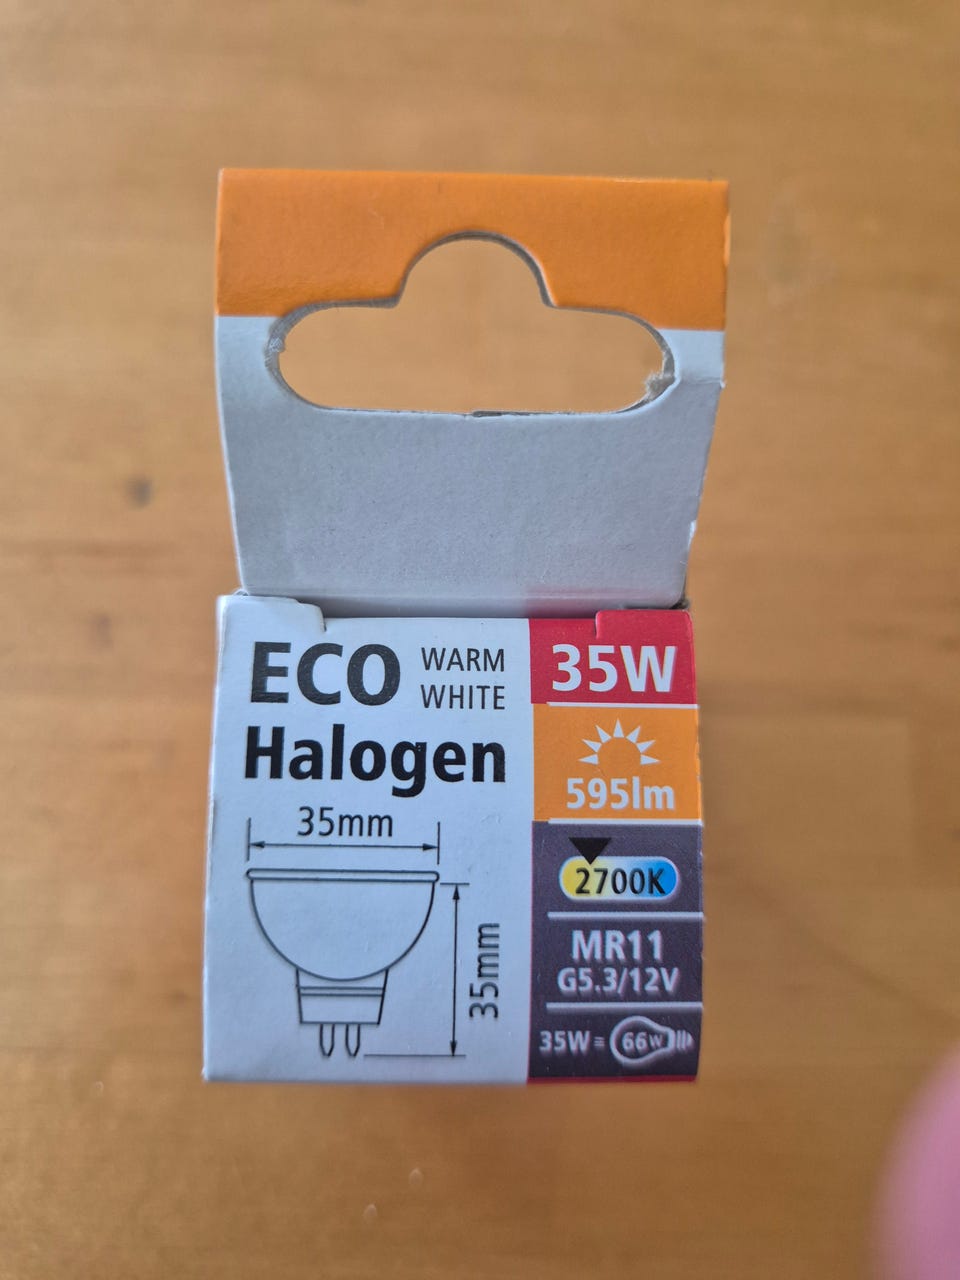 ECO
WARM
WHITE
Halogen
35mm
35mm
35W
595lm
2700K
MR11
G5.3/12V
35W ≅ 66W